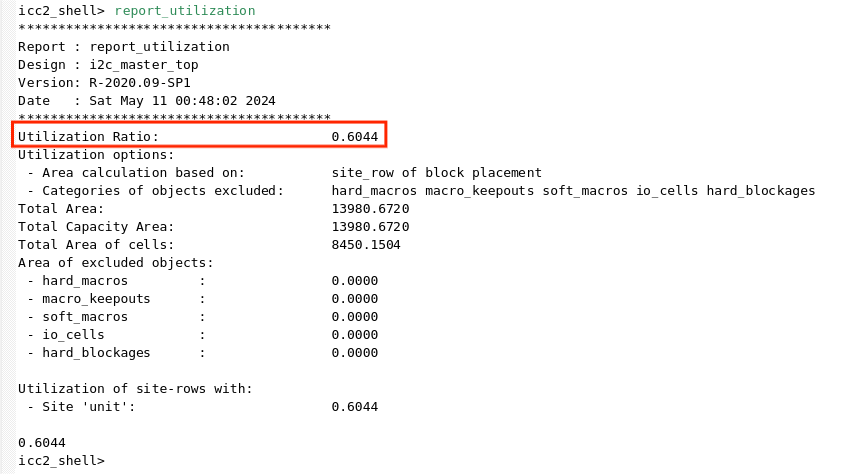 icc2_shell> report_utilization
****************************************
Report : report_utilization
Design : i2c_master_top
Version: R-2020.09-SP1
Date   : Sat May 11 00:48:02 2024
****************************************
Utilization Ratio:                      0.6044
Utilization options:
 - Area calculation based on:           site_row of block placement
 - Categories of objects excluded:      hard_macros macro_keepouts soft_macros io_cells hard_blockages
Total Area:                             13980.6720
Total Capacity Area:                    13980.6720
Total Area of cells:                    8450.1504
Area of excluded objects:
 - hard_macros         :                0.0000
 - macro_keepouts      :                0.0000
 - soft_macros         :                0.0000
 - io_cells            :                0.0000
 - hard_blockages      :                0.0000
Utilization of site-rows with:
 - Site 'unit':                         0.6044
0.6044
icc2_shell>